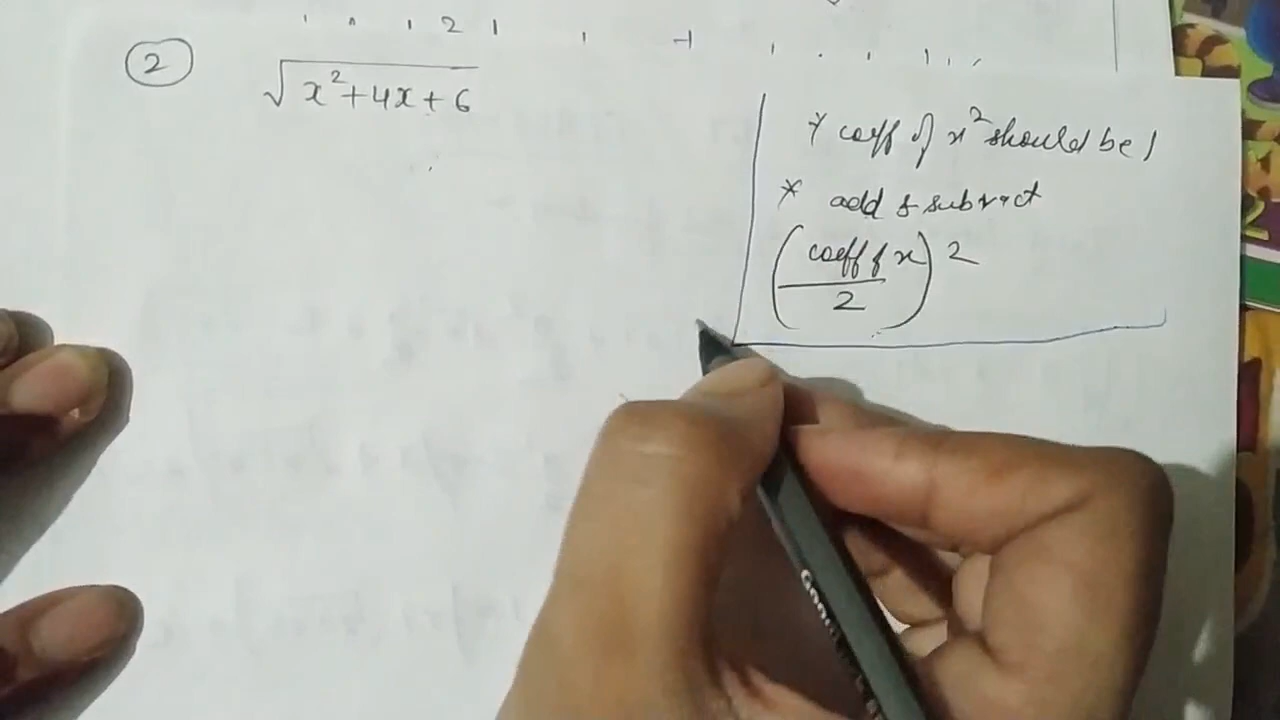 ② √x²+4x+6
* coeff of x² should be 1
* add & subtract
(coeff of x / 2)²